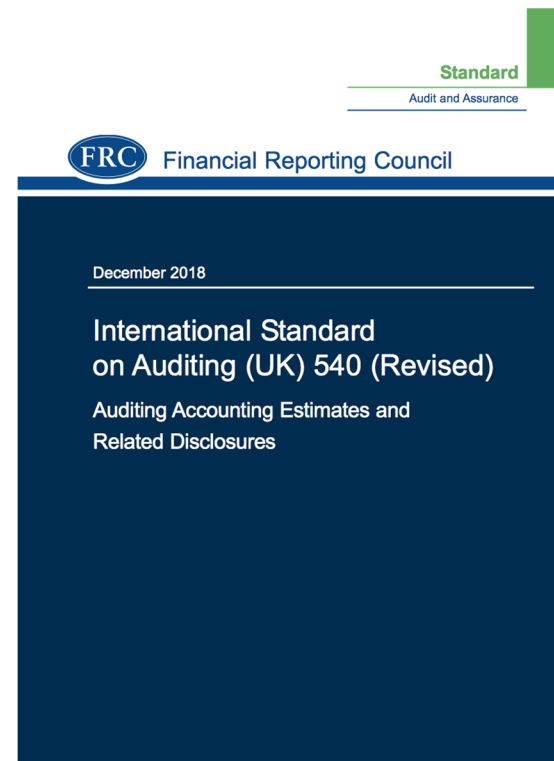 Standard
Audit and Assurance
FRC Financial Reporting Council
December 2018
International Standard
on Auditing (UK) 540 (Revised)
Auditing Accounting Estimates and
Related Disclosures